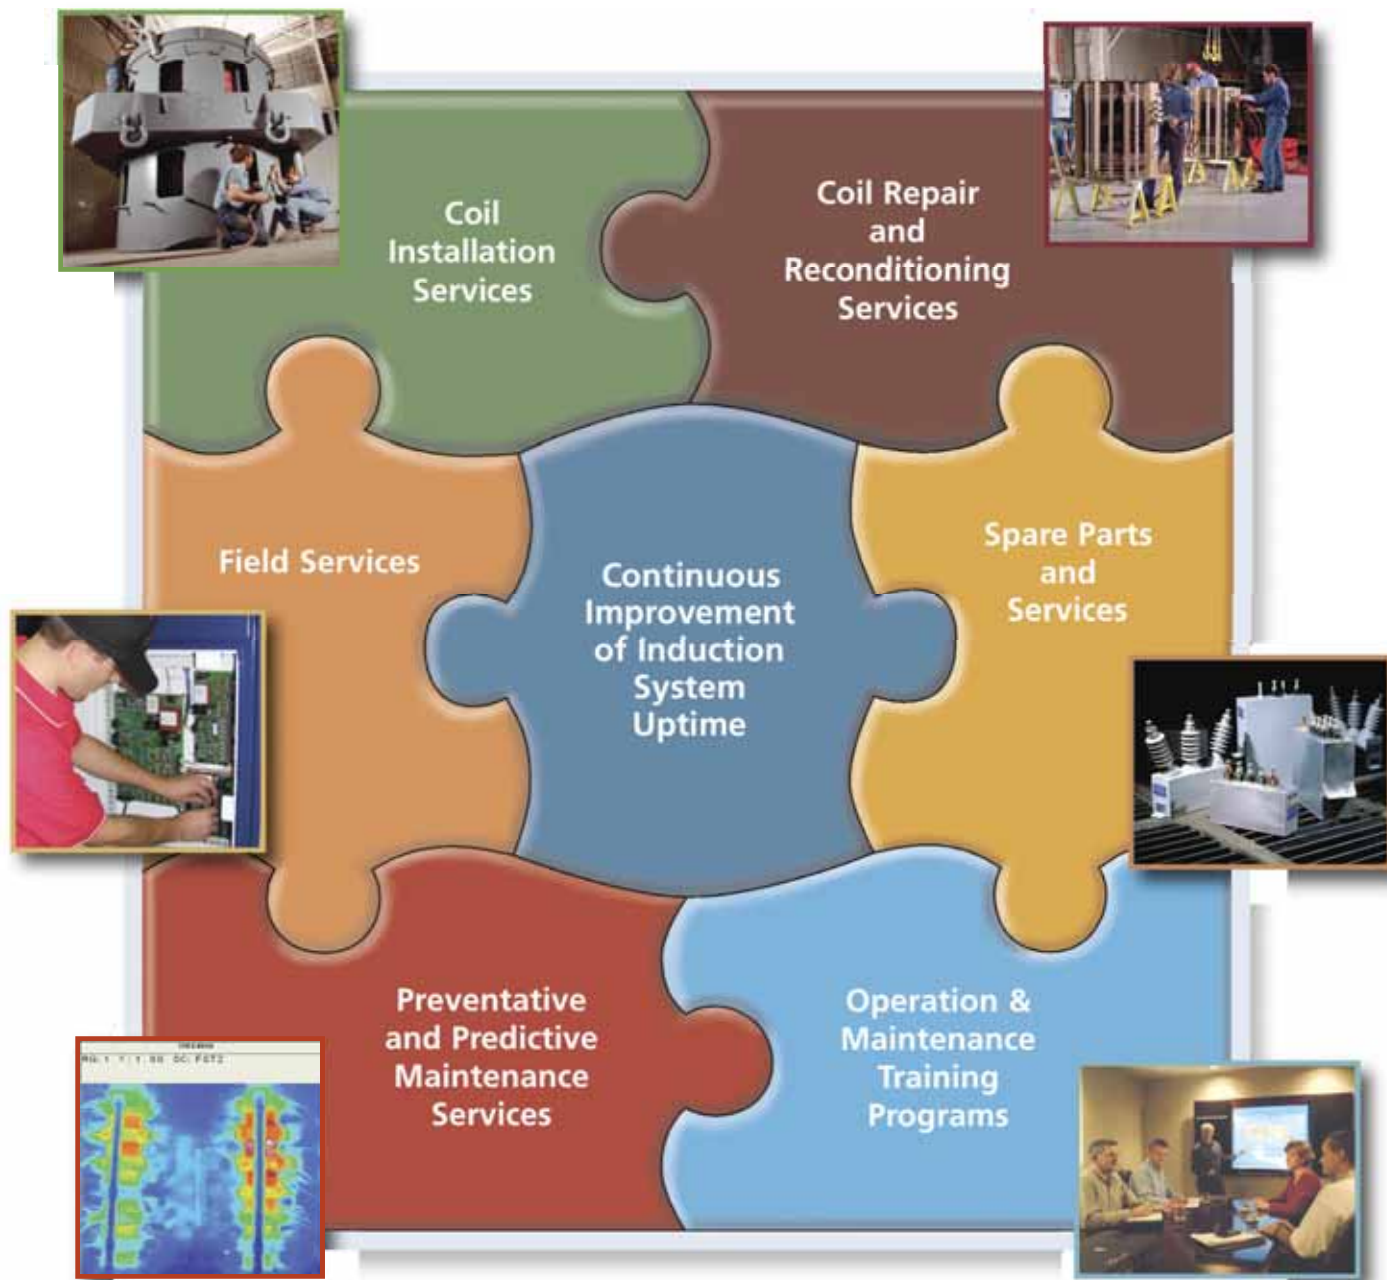 Coil
Installation
Services
Coil Repair
and
Reconditioning
Services
Field Services
Continuous
Improvement
of Induction
System
Uptime
Spare Parts
and
Services
Preventative
and Predictive
Maintenance
Services
Operation &
Maintenance
Training
Programs